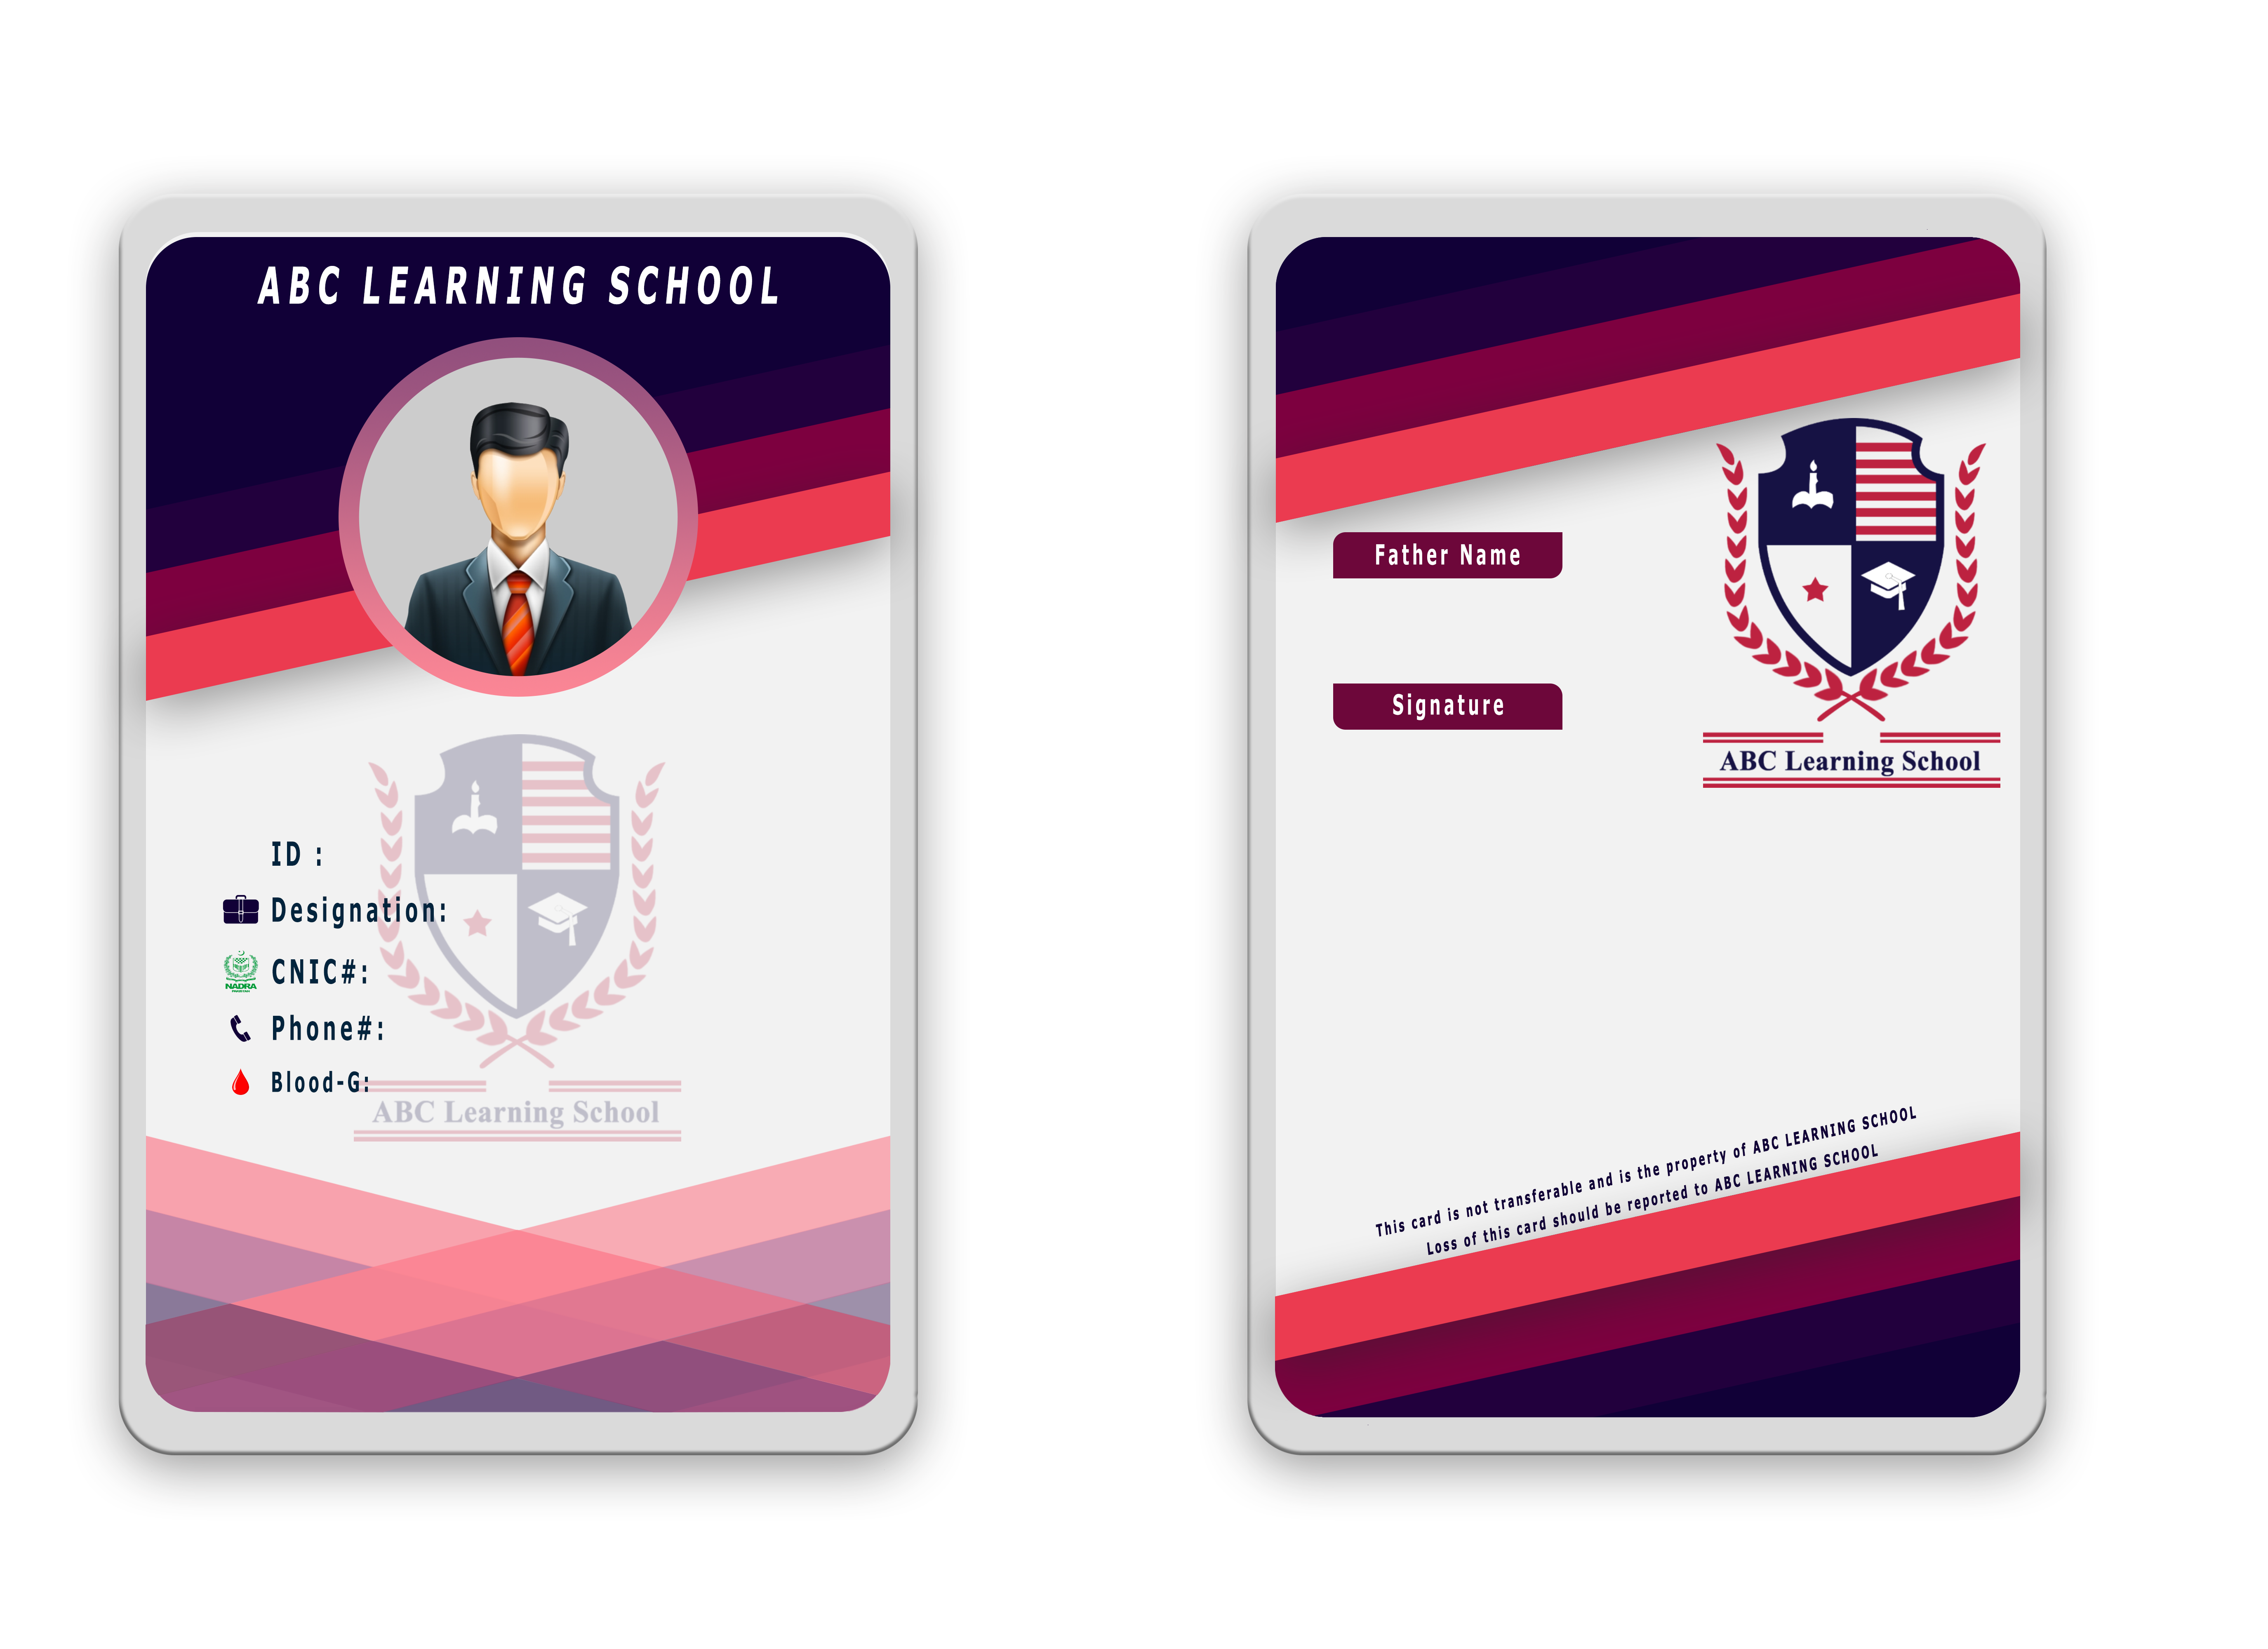 ABC LEARNING SCHOOL
ID :
Designation:
NADRA
CNIC#:
Phone#:
Blood-G:
ABC Learning School
Father Name
Signature
ABC Learning School
This card is not transferable and is the property of ABC LEARNING SCHOOL
Loss of this card should be reported to ABC LEARNING SCHOOL